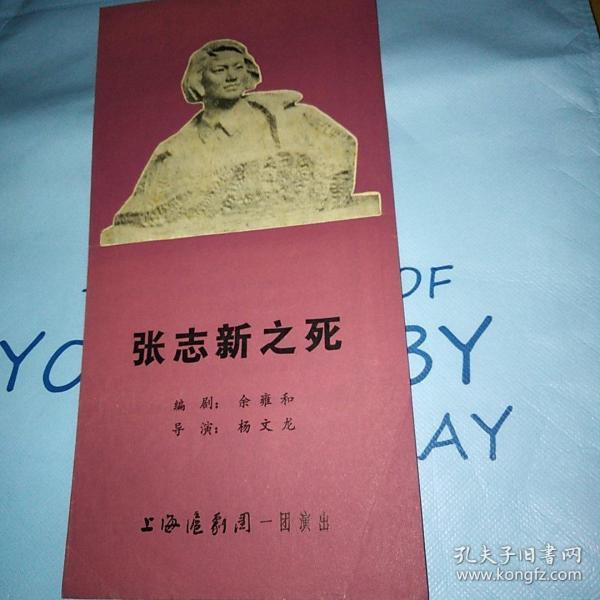 张志新之死
编剧：余雍和
导演：杨文龙
上海沪剧团一团演出
OF
YO
BY
AY
孔夫子旧书网
www.kongfz.com